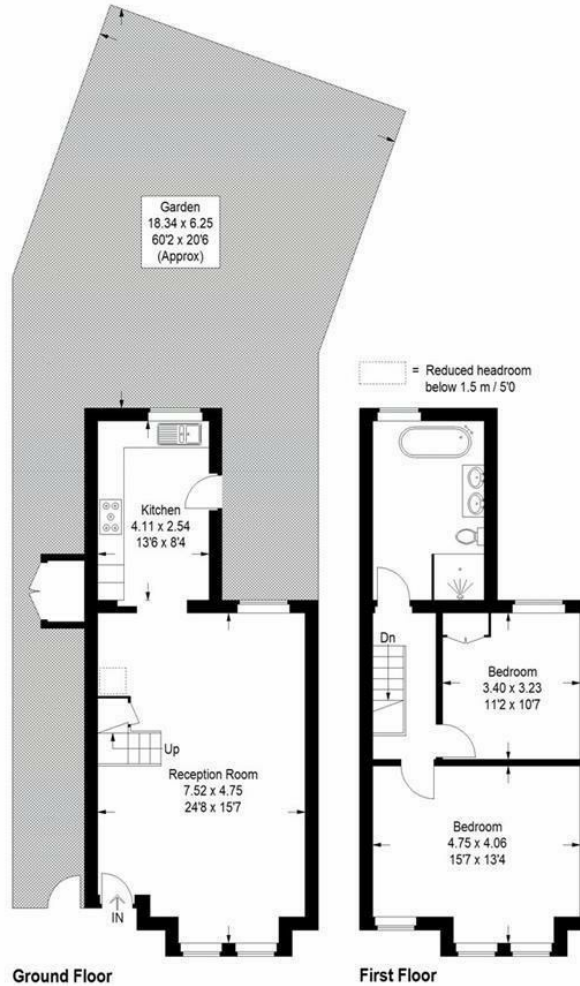 Garden
18.34 x 6.25
60'2 x 20'6
(Approx)
= Reduced headroom
below 1.5 m / 5'0
Kitchen
4.11 x 2.54
13'6 x 8'4
Up
Reception Room
7.52 x 4.75
24'8 x 15'7
IN
Ground Floor
Dn
Bedroom
3.40 x 3.23
11'2 x 10'7
Bedroom
4.75 x 4.06
15'7 x 13'4
First Floor